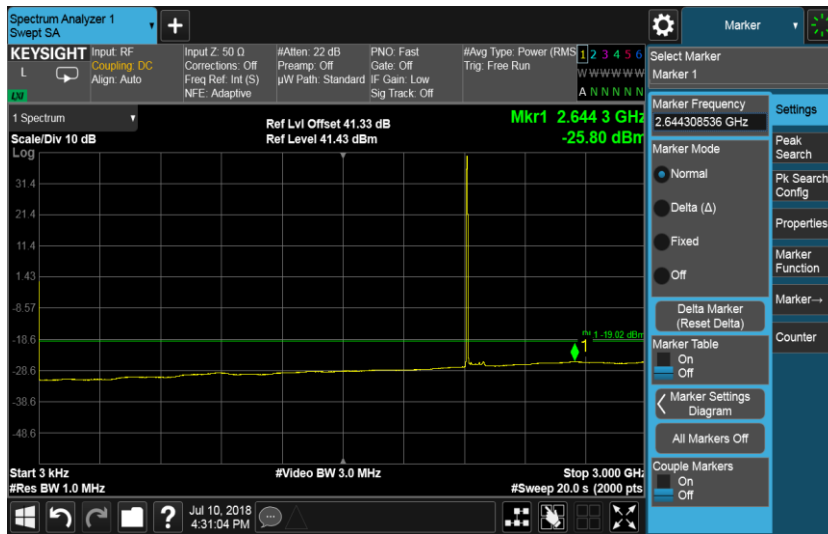 Spectrum Analyzer 1
Swept SA
Marker
KEYSIGHT
L
LXI
Input: RF
Coupling: DC
Align: Auto
Input Z: 50 Ω
Corrections: Off
Freq Ref: Int (S)
NFE: Adaptive
#Atten: 22 dB
Preamp: Off
µW Path: Standard
PNO: Fast
Gate: Off
IF Gain: Low
Sig Track: Off
#Avg Type: Power (RMS
Trig: Free Run
1 2 3 4 5 6
W W W W W W
A N N N N N
Select Marker
Marker 1
1 Spectrum
Scale/Div 10 dB
Log
Ref Lvl Offset 41.33 dB
Ref Level 41.43 dBm
Mkr1 2.644 3 GHz
-25.80 dBm
31.4
21.4
11.4
1.43
-8.57
-18.6
-28.6
-38.6
-48.6
DL1 -19.02 dBm
1
Start 3 kHz
#Res BW 1.0 MHz
#Video BW 3.0 MHz
Stop 3.000 GHz
#Sweep 20.0 s (2000 pts
Marker Frequency
2.644308536 GHz
Marker Mode
Normal
Delta (Δ)
Fixed
Off
Delta Marker
(Reset Delta)
Marker Table
On
Off
Marker Settings
Diagram
All Markers Off
Couple Markers
On
Off
Settings
Peak
Search
Pk Search
Config
Properties
Marker
Function
Marker→
Counter
?
Jul 10, 2018
4:31:04 PM